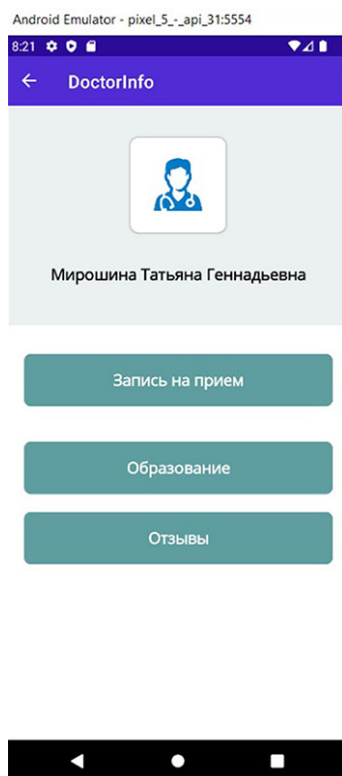 Android Emulator - pixel_5_-_api_31:5554
8:21
DoctorInfo
Мирошина Татьяна Геннадьевна
Запись на прием
Образование
Отзывы